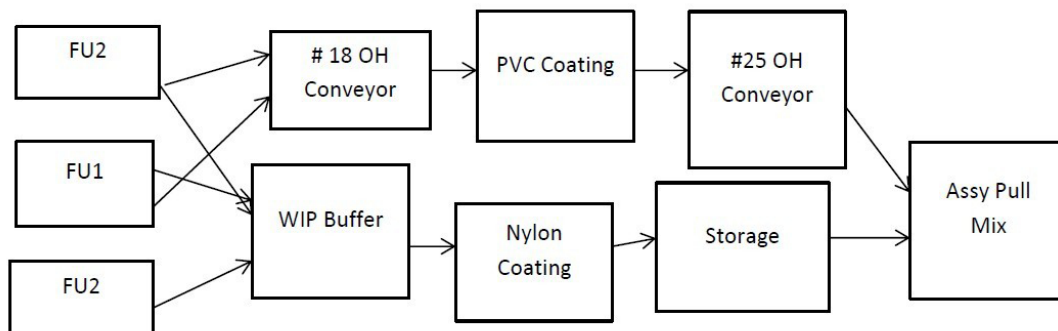 FU2
# 18 OH
Conveyor
PVC Coating
#25 OH
Conveyor
FU1
WIP Buffer
Nylon
Coating
Storage
Assy Pull
Mix
FU2